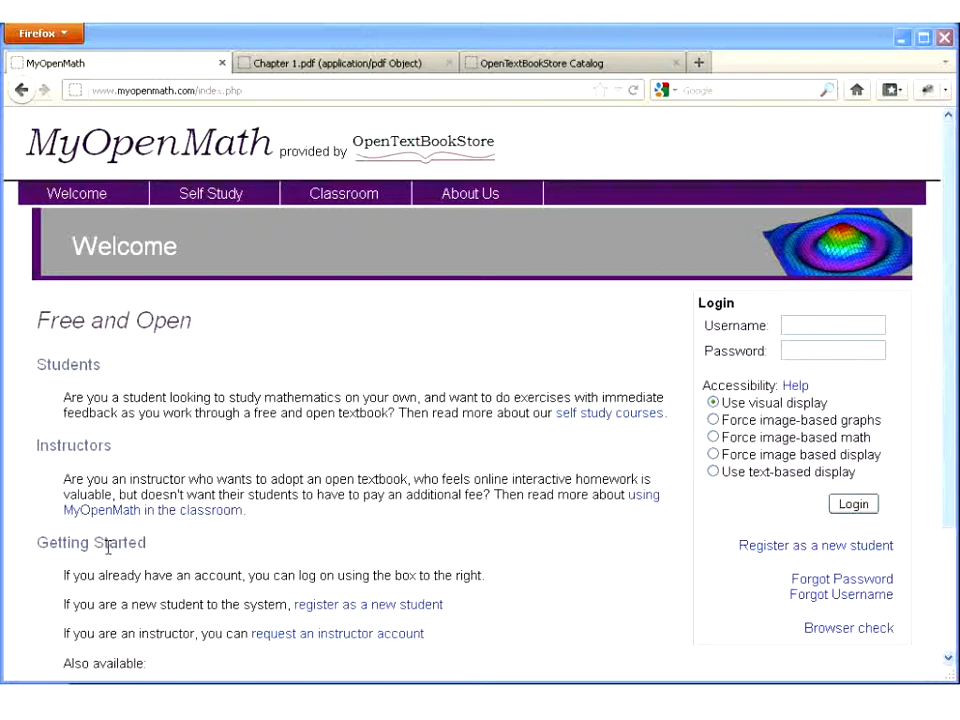 Firefox
MyOpenMath
Chapter 1.pdf (application/pdf Object)
OpenTextBookStore Catalog
www.myopenmath.com/index.php
Google
MyOpenMath provided by OpenTextBookStore
Welcome Self Study Classroom About Us
Welcome
Free and Open
Students
Are you a student looking to study mathematics on your own, and want to do exercises with immediate
feedback as you work through a free and open textbook? Then read more about our self study courses.
Instructors
Are you an instructor who wants to adopt an open textbook, who feels online interactive homework is
valuable, but doesn't want their students to have to pay an additional fee? Then read more about using
MyOpenMath in the classroom.
Getting Started
If you already have an account, you can log on using the box to the right.
If you are a new student to the system, register as a new student
If you are an instructor, you can request an instructor account
Also available:
Login
Username:
Password:
Accessibility: Help
Use visual display
Force image-based graphs
Force image-based math
Force image based display
Use text-based display
Login
Register as a new student
Forgot Password
Forgot Username
Browser check